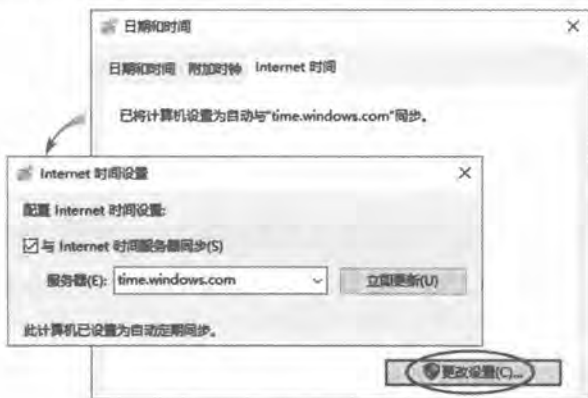 日期和时间
日期和时间 附加时钟 Internet 时间
已将计算机设置为自动与"time.windows.com"同步。
Internet 时间设置
配置 Internet 时间设置:
与 Internet 时间服务器同步(S)
服务器(E): time.windows.com 立即更新(U)
此计算机已设置为自动定期同步。
更改设置(C)...